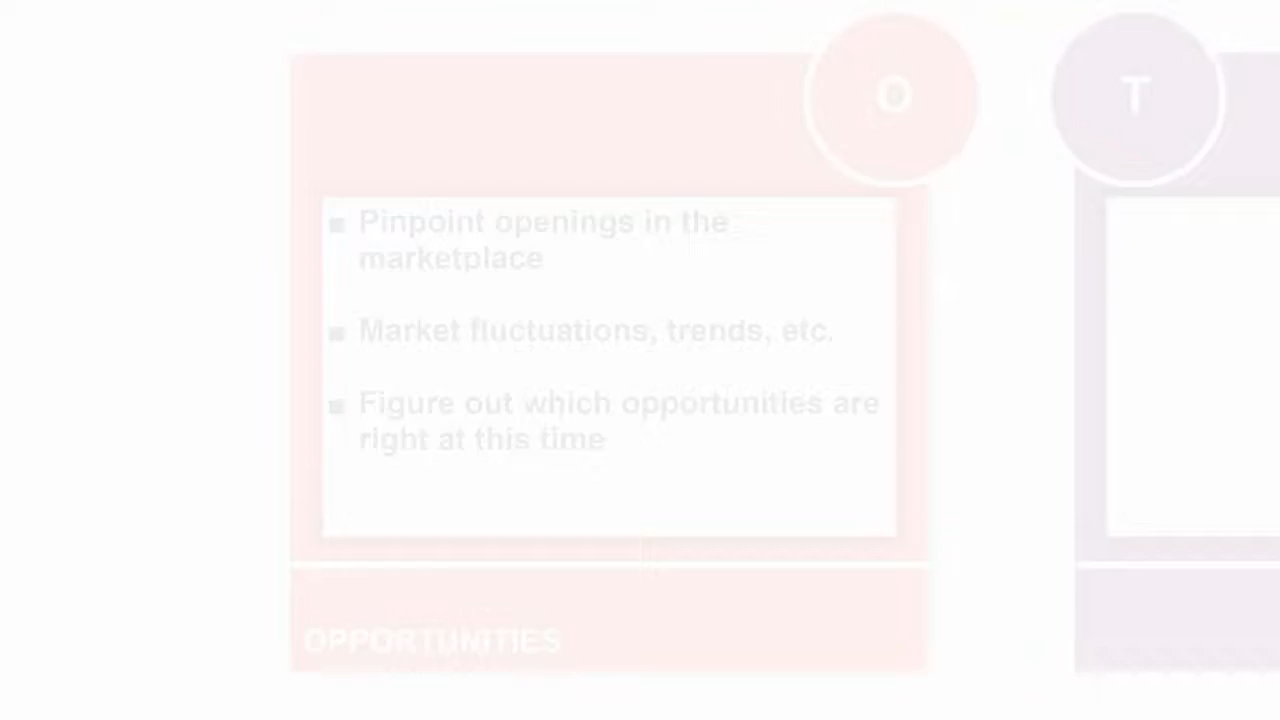 O
T
Pinpoint openings in the
marketplace
Market fluctuations, trends, etc.
Figure out which opportunities are
right at this time
OPPORTUNITIES